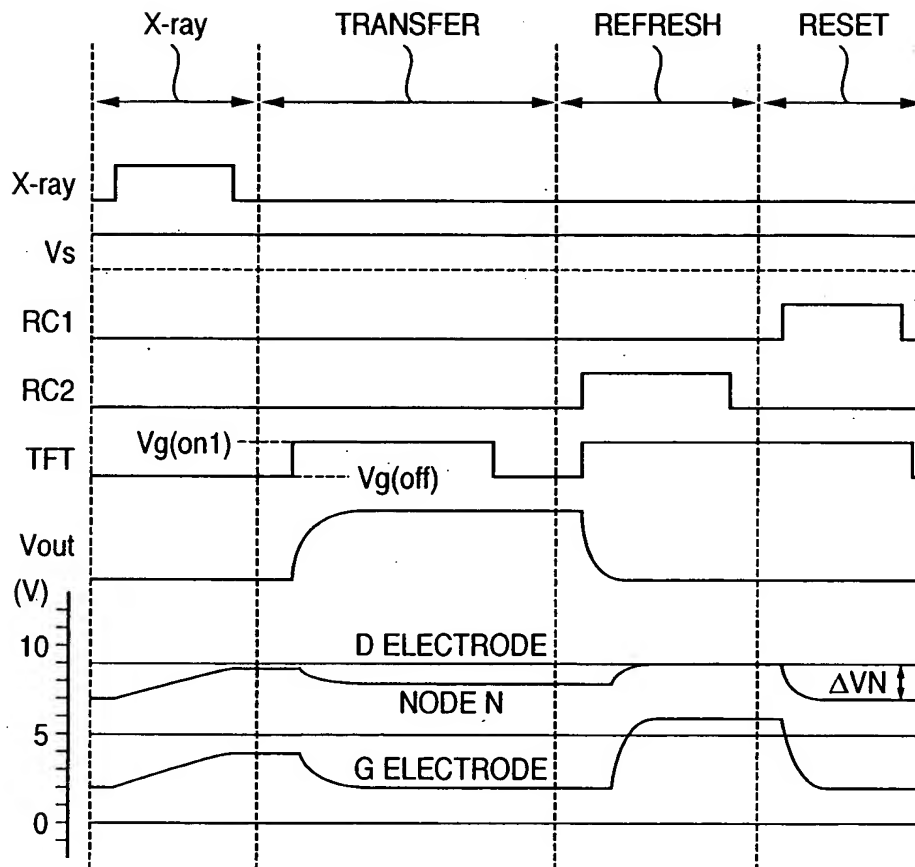 X-ray TRANSFER REFRESH RESET
X-ray
Vs
RC1
RC2
Vg(on1)
TFT
Vg(off)
Vout
(V)
10
D ELECTRODE
ΔVN
NODE N
5
G ELECTRODE
0